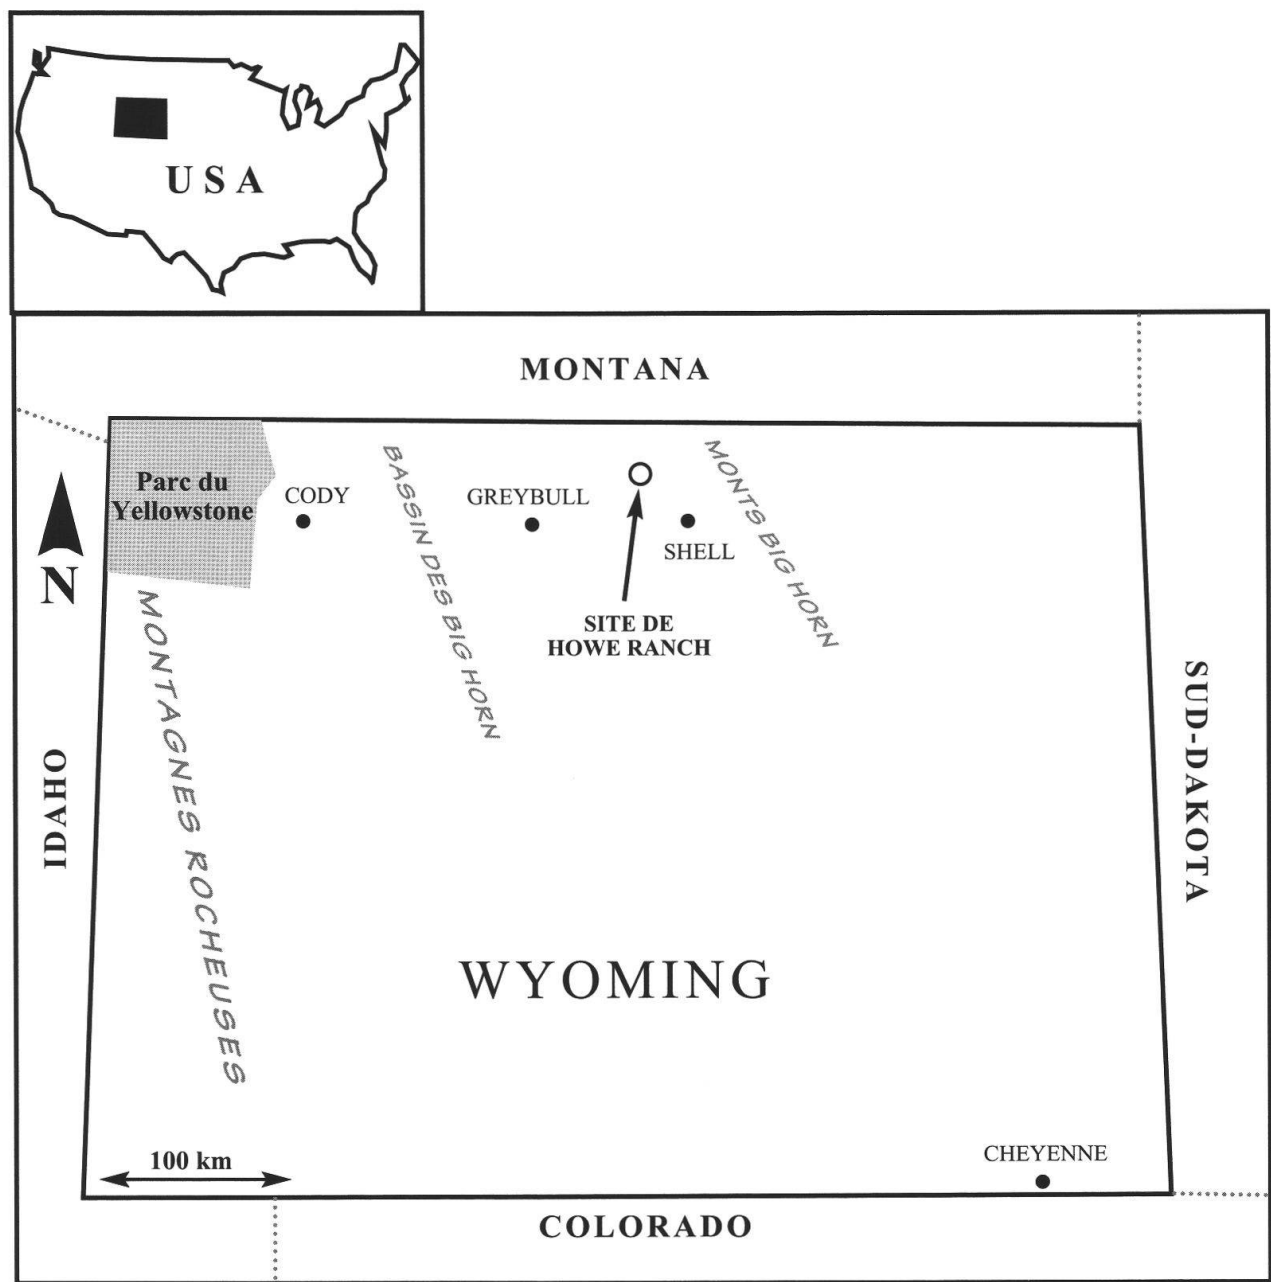 USA
MONTANA
Parc du
Yellowstone
CODY
BASSIN DES BIG HORN
GREYBULL
MONTS BIG HORN
SHELL
N
SITE DE
HOWE RANCH
MONTAGNES ROCHEUSES
IDAHO
SUD-DAKOTA
WYOMING
100 km
CHEYENNE
COLORADO